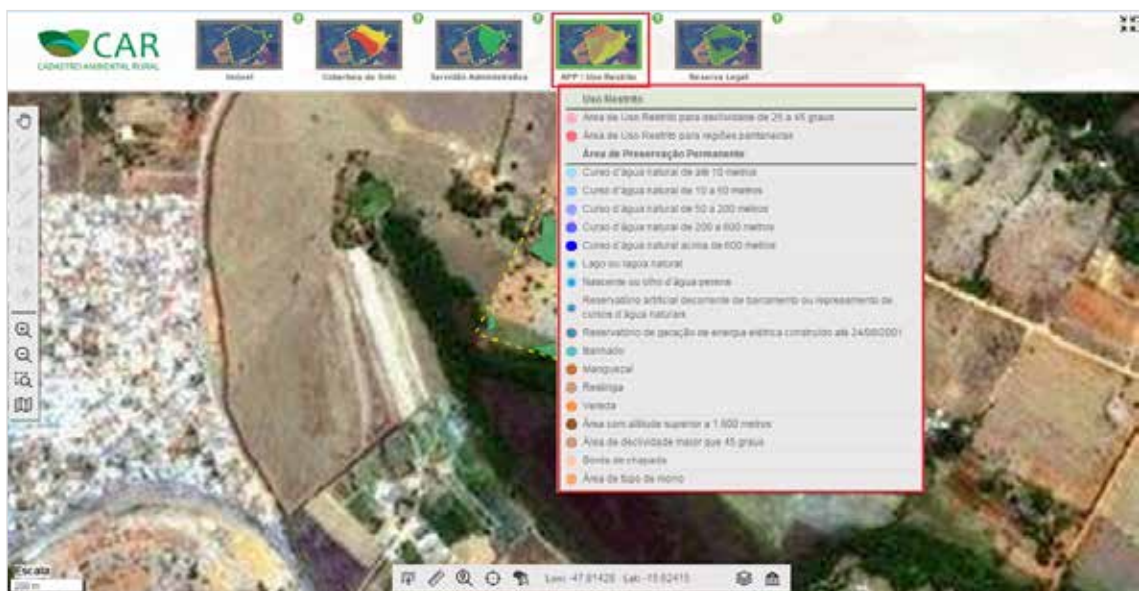 CAR
CADASTRO AMBIENTAL RURAL
Imóvel
Cobertura do Solo
Servidão Administrativa
APP / Uso Restrito
Reserva Legal
Uso Restrito
Área de Uso Restrito para declividade de 25 a 45 graus
Área de Uso Restrito para regiões pantaneiras
Área de Preservação Permanente
Curso d'água natural de até 10 metros
Curso d'água natural de 10 a 50 metros
Curso d'água natural de 50 a 200 metros
Curso d'água natural de 200 a 600 metros
Curso d'água natural acima de 600 metros
Lago ou lagoa natural
Nascente ou olho d'água perene
Reservatório artificial decorrente de barramento ou represamento de
cursos d'água naturais
Reservatório de geração de energia elétrica construído até 24/08/2001
Banhado
Manguezal
Restinga
Vereda
Área com altitude superior a 1.800 metros
Área de declividade maior que 45 graus
Borda de chapada
Área de topo de morro
Escala
200 m
Lat: